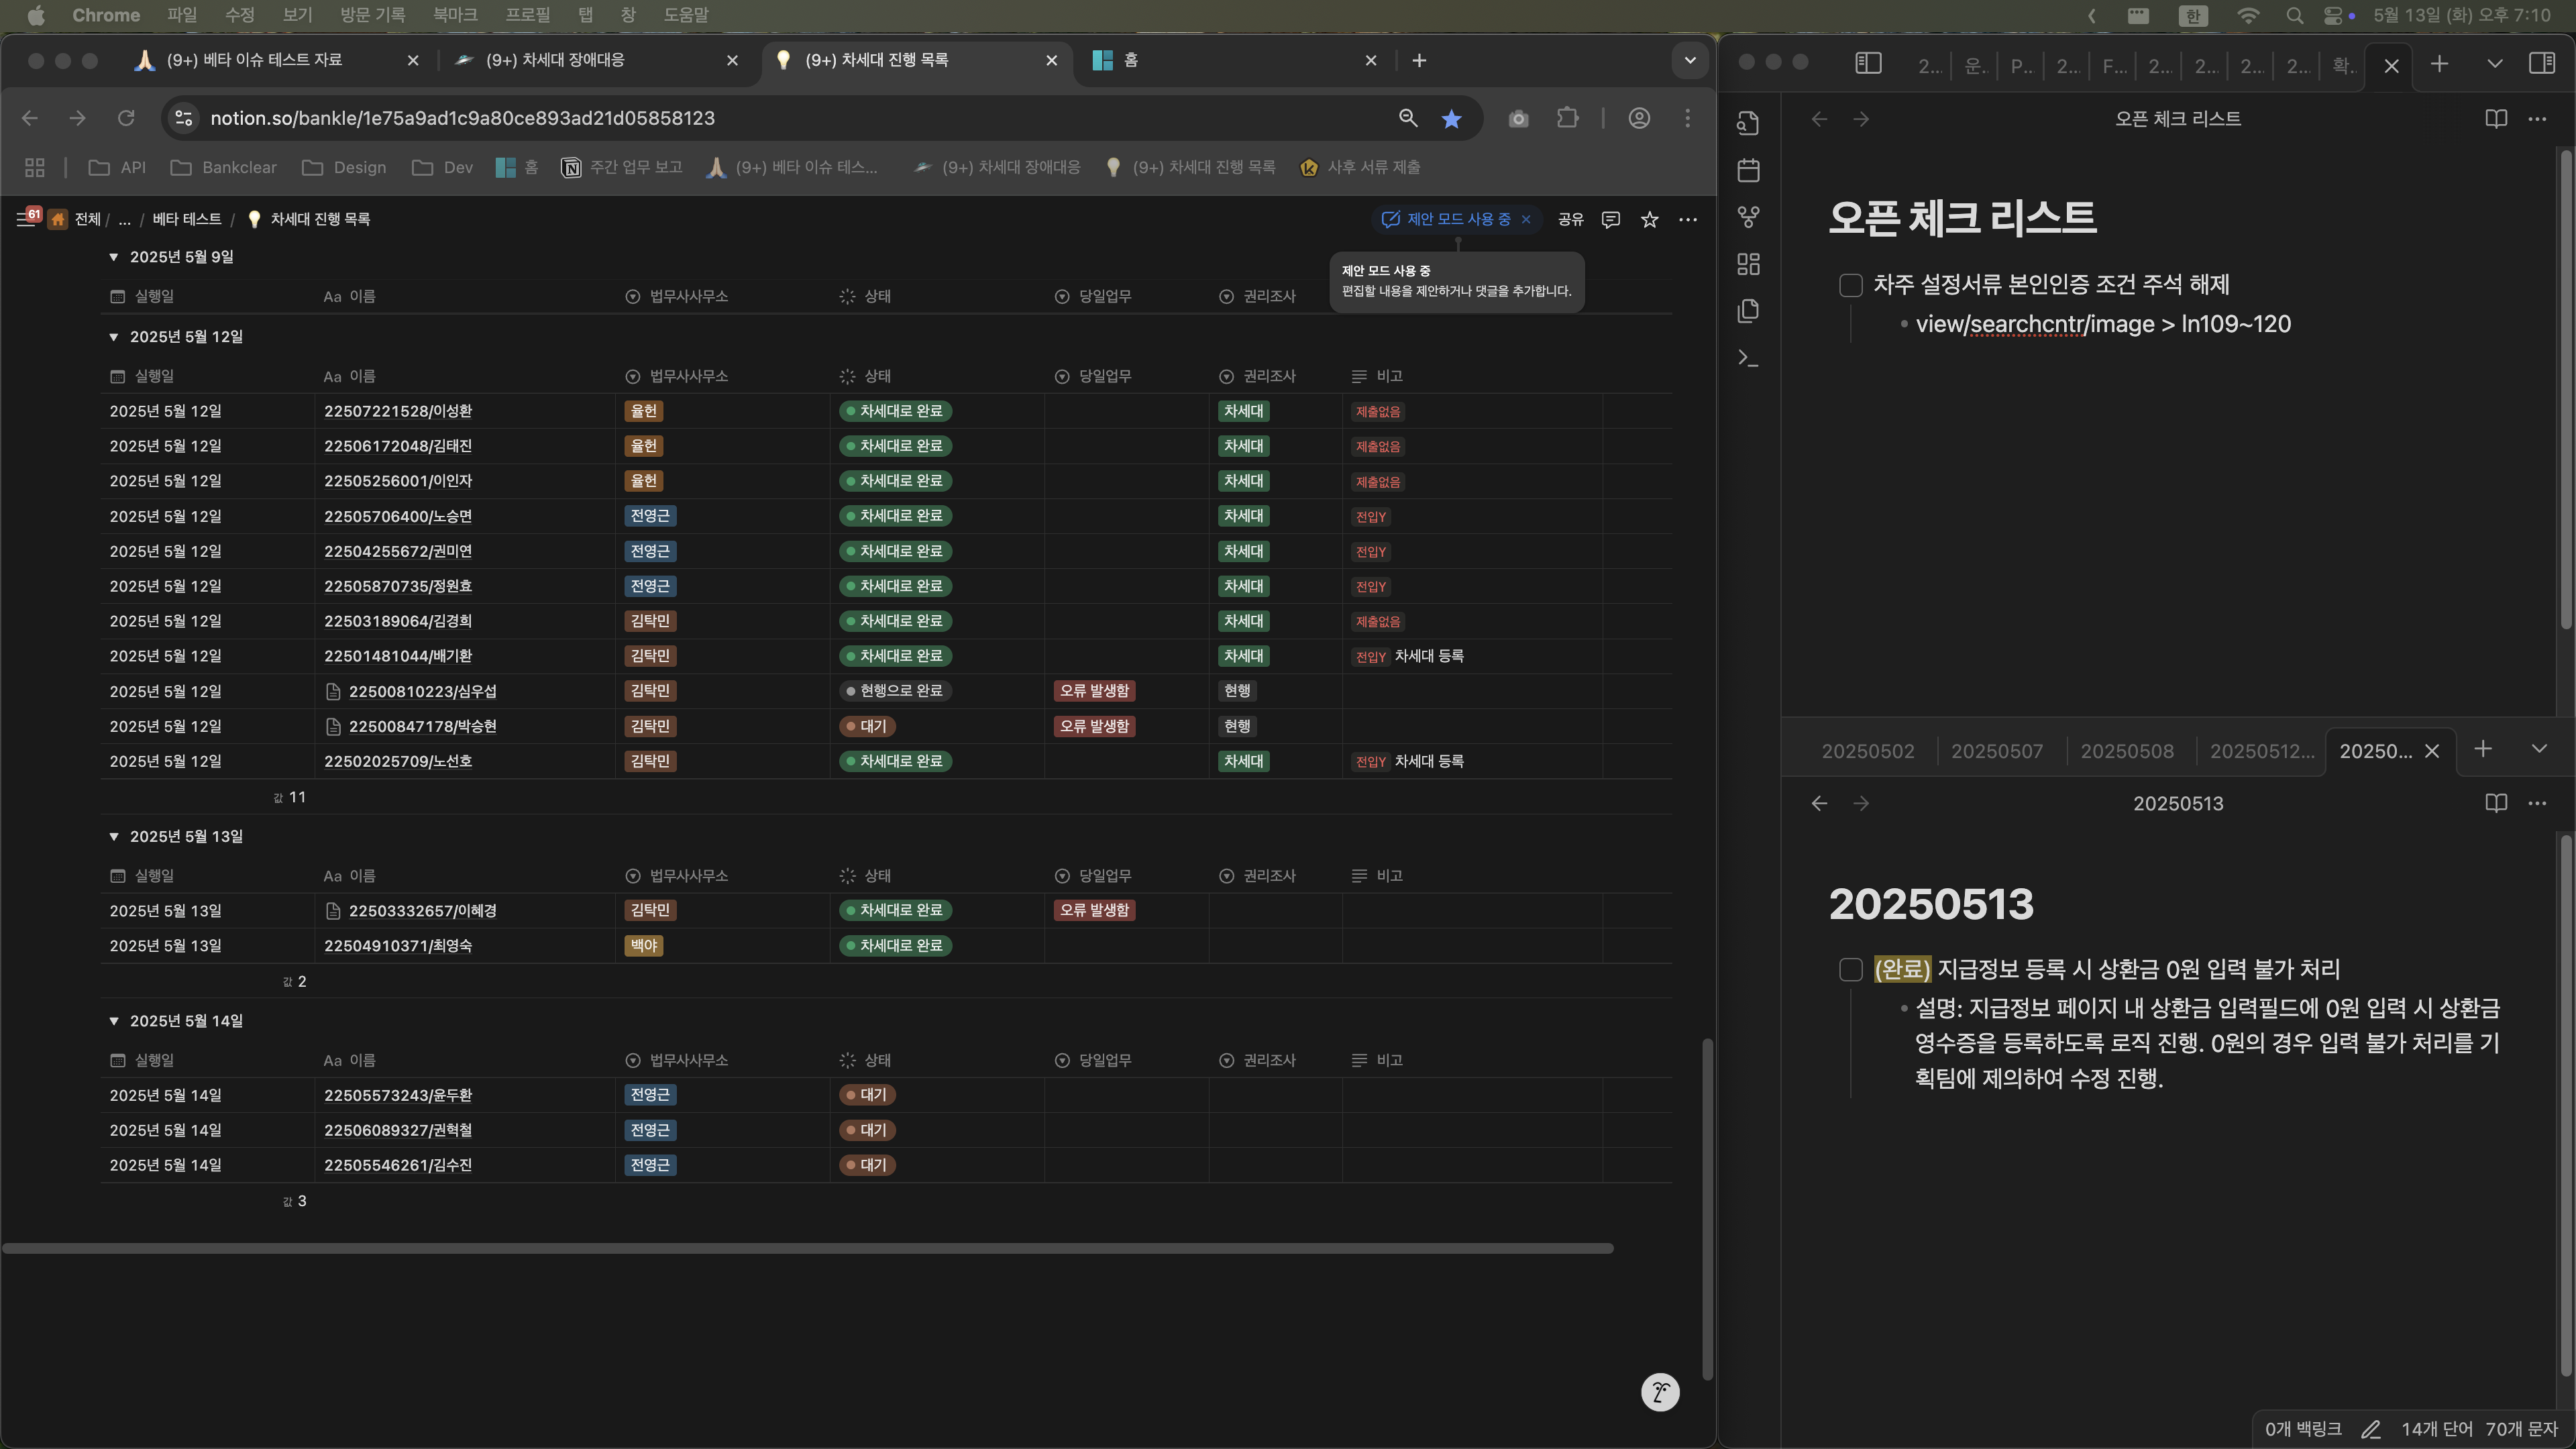 Chrome 파일 수정 보기 방문 기록 북마크 프로필 탭 창 도움말
한 5월 13일 (화) 오후 7:10
(9+) 베타 이슈 테스트 자료
(9+) 차세대 장애대응
(9+) 차세대 진행 목록
홈
notion.so/bankle/1e75a9ad1c9a80ce893ad21d05858123
API Bankclear Design Dev 홈 주간 업무 보고 (9+) 베타 이슈 테스... (9+) 차세대 장애대응 (9+) 차세대 진행 목록 사후 서류 제출
61 전체 / ... / 베타 테스트 / 차세대 진행 목록
제안 모드 사용 중 공유
제안 모드 사용 중
편집할 내용을 제안하거나 댓글을 추가합니다.
2025년 5월 9일
실행일 Aa 이름 법무사사무소 상태 당일업무 권리조사
2025년 5월 12일
실행일 Aa 이름 법무사사무소 상태 당일업무 권리조사 비고
2025년 5월 12일 22507221528/이성환 율헌 차세대로 완료 차세대 제출없음
2025년 5월 12일 22506172048/김태진 율헌 차세대로 완료 차세대 제출없음
2025년 5월 12일 22505256001/이인자 율헌 차세대로 완료 차세대 제출없음
2025년 5월 12일 22505706400/노승면 전영근 차세대로 완료 차세대 전입Y
2025년 5월 12일 22504255672/권미연 전영근 차세대로 완료 차세대 전입Y
2025년 5월 12일 22505870735/정원효 전영근 차세대로 완료 차세대 전입Y
2025년 5월 12일 22503189064/김경희 김탁민 차세대로 완료 차세대 제출없음
2025년 5월 12일 22501481044/배기환 김탁민 차세대로 완료 차세대 전입Y 차세대 등록
2025년 5월 12일 22500810223/심우섭 김탁민 현행으로 완료 오류 발생함 현행
2025년 5월 12일 22500847178/박승현 김탁민 대기 오류 발생함 현행
2025년 5월 12일 22502025709/노선호 김탁민 차세대로 완료 차세대 전입Y 차세대 등록
값 11
2025년 5월 13일
실행일 Aa 이름 법무사사무소 상태 당일업무 권리조사 비고
2025년 5월 13일 22503332657/이혜경 김탁민 차세대로 완료 오류 발생함
2025년 5월 13일 22504910371/최영숙 백야 차세대로 완료
값 2
2025년 5월 14일
실행일 Aa 이름 법무사사무소 상태 당일업무 권리조사 비고
2025년 5월 14일 22505573243/윤두환 전영근 대기
2025년 5월 14일 22506089327/권혁철 전영근 대기
2025년 5월 14일 22505546261/김수진 전영근 대기
값 3
2... 운. P... 2... F... 2... 2... 2... 2... 확.
오픈 체크 리스트
오픈 체크 리스트
차주 설정서류 본인인증 조건 주석 해제
view/searchcntr/image > ln109~120
20250502 20250507 20250508 20250512... 20250...
20250513
20250513
(완료) 지급정보 등록 시 상환금 0원 입력 불가 처리
설명: 지급정보 페이지 내 상환금 입력필드에 0원 입력 시 상환금
영수증을 등록하도록 로직 진행. 0원의 경우 입력 불가 처리를 기
획팀에 제의하여 수정 진행.
0개 백링크 14개 단어 70개 문자